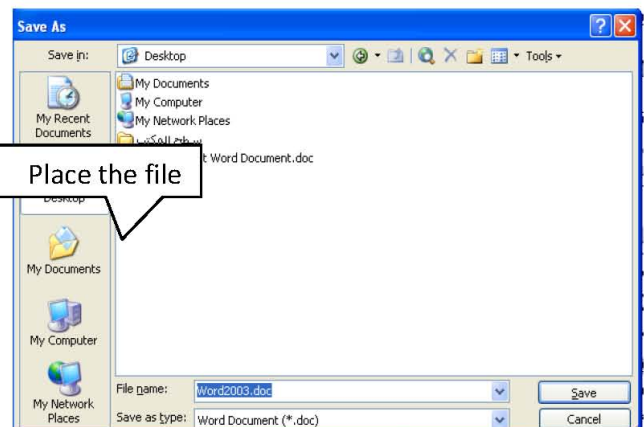 Save As
Save in:
Desktop
Tools
My Recent
Documents
Desktop
My Documents
My Computer
My Network
Places
My Documents
My Computer
My Network Places
سطح المكتب
t Word Document.doc
Place the file
File name:
Word2003.doc
Save
Save as type:
Word Document (*.doc)
Cancel